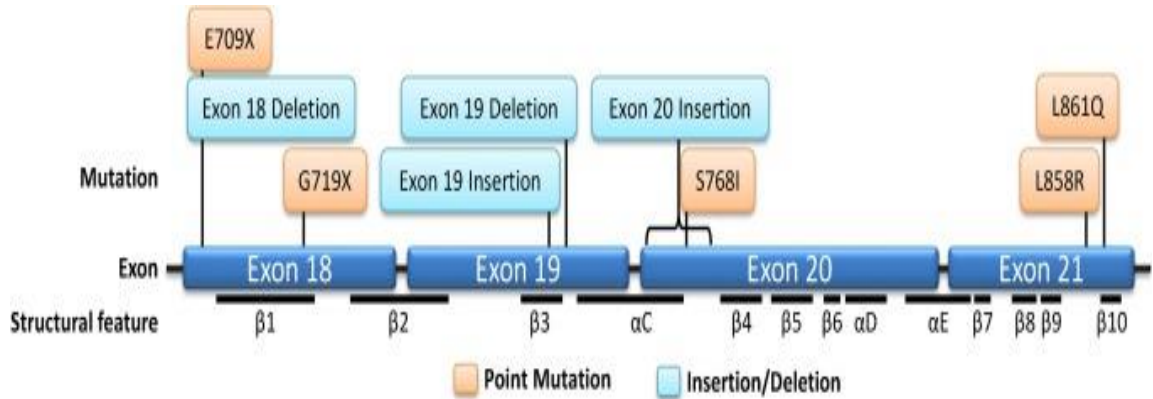 E709X
Exon 18 Deletion
Exon 19 Deletion
Exon 20 Insertion
L861Q
Mutation
G719X
Exon 19 Insertion
S768I
L858R
Exon
Exon 18
Exon 19
Exon 20
Exon 21
Structural feature
β1
β2
β3
αC
β4
β5
β6
αD
αE
β7
β8
β9
β10
Point Mutation
Insertion/Deletion